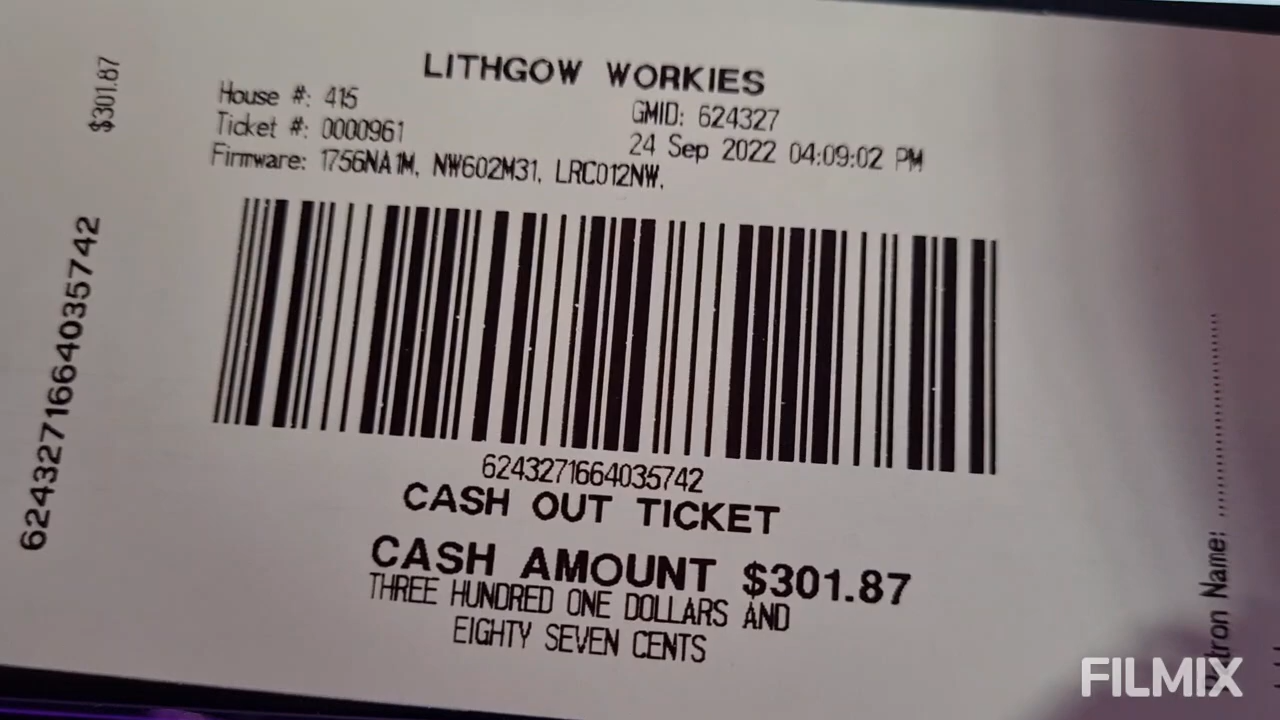 LITHGOW WORKIES
House #: 415
GMID: 624327
Ticket #: 0000961
24 Sep 2022 04:09:02 PM
Firmware: 1756NA1M, NW602M31, LRC012NW,
6243271664035742
CASH OUT TICKET
CASH AMOUNT $301.87
THREE HUNDRED ONE DOLLARS AND
EIGHTY SEVEN CENTS
$301.87
6243271664035742
Name: ....................
FILMIX